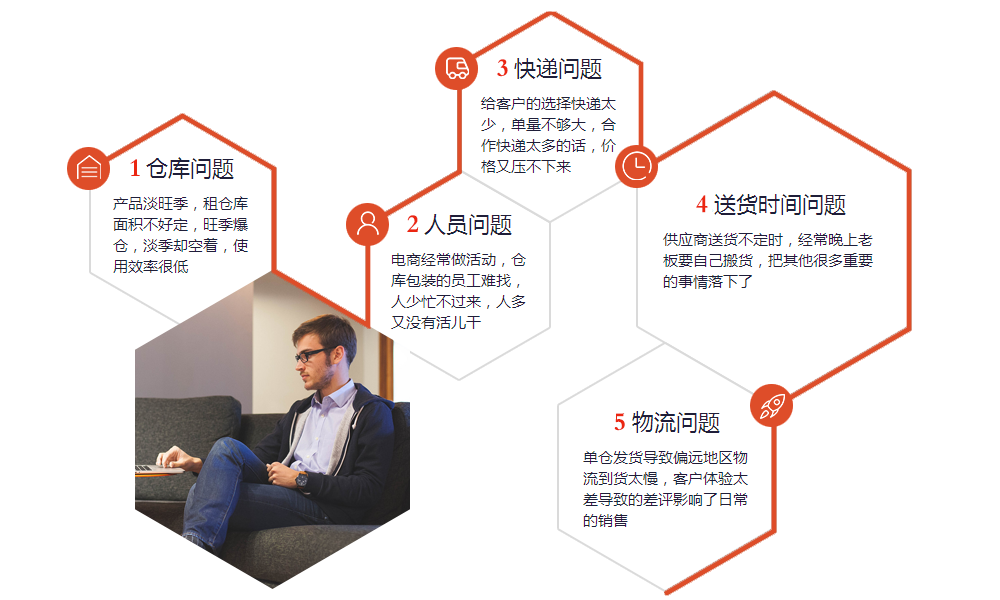 1 仓库问题
产品淡旺季，租仓库
面积不好定，旺季爆
仓，淡季却空着，使
用效率很低
2 人员问题
电商经常做活动，仓
库包装的员工难找，
人少忙不过来，人多
又没有活儿干
3 快递问题
给客户的选择快递太
少，单量不够大，合
作快递太多的话，价
格又压不下来
4 送货时间问题
供应商送货不定时，经常晚上老
板要自己搬货，把其他很多重要
的事情落下了
5 物流问题
单仓发货导致偏远地区物
流到货太慢，客户体验太
差导致的差评影响了日常
的销售